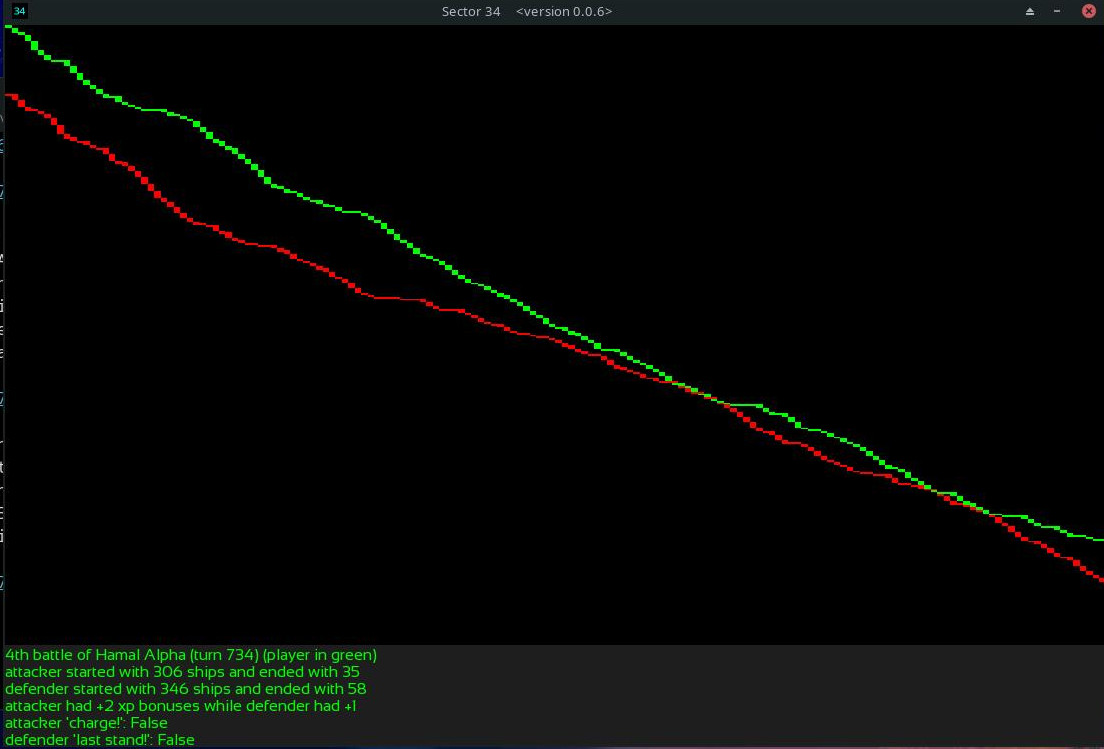 34
Sector 34 <version 0.0.6>
4th battle of Hamal Alpha (turn 734) (player in green)
attacker started with 306 ships and ended with 35
defender started with 346 ships and ended with 58
attacker had +2 xp bonuses while defender had +1
attacker 'charge!': False
defender 'last stand!': False